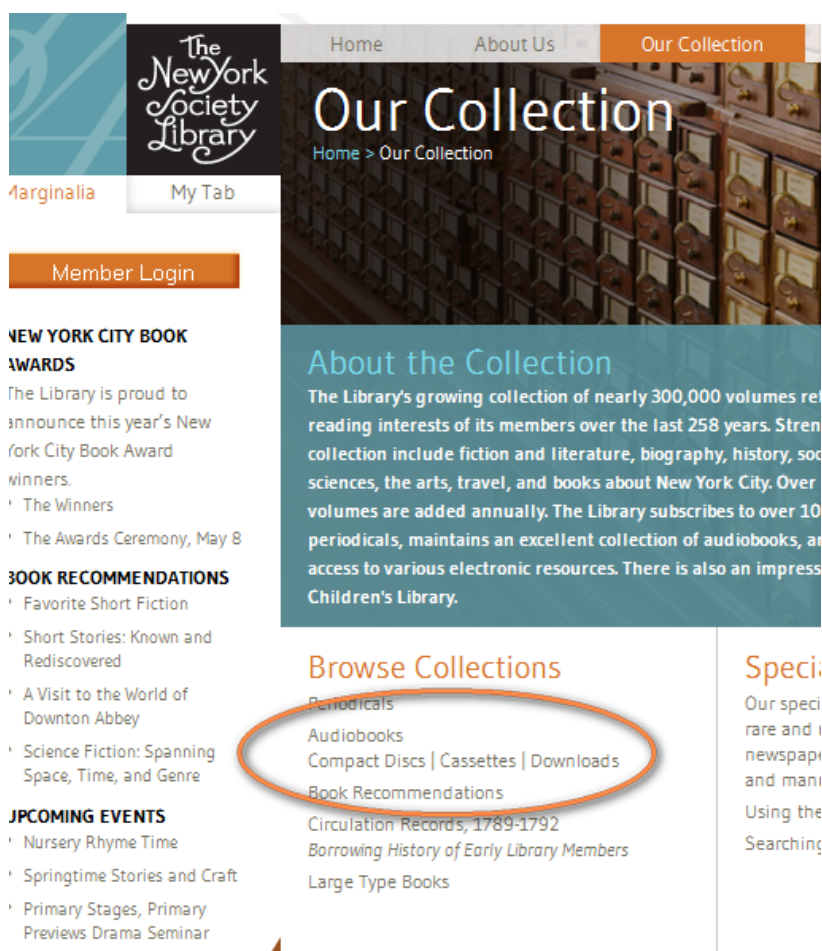 The
New York
Society
Library
Home About Us Our Collection
Our Collection
Home > Our Collection
Marginalia My Tab
Member Login
NEW YORK CITY BOOK
AWARDS
The Library is proud to
announce this year's New
York City Book Award
winners.
The Winners
The Awards Ceremony, May 8
BOOK RECOMMENDATIONS
Favorite Short Fiction
Short Stories: Known and
Rediscovered
A Visit to the World of
Downton Abbey
Science Fiction: Spanning
Space, Time, and Genre
UPCOMING EVENTS
Nursery Rhyme Time
Springtime Stories and Craft
Primary Stages, Primary
Previews Drama Seminar
About the Collection
The Library's growing collection of nearly 300,000 volumes
reading interests of its members over the last 258 years.
collection include fiction and literature, biography, history,
sciences, the arts, travel, and books about New York City. Over
volumes are added annually. The Library subscribes to over
periodicals, maintains an excellent collection of audiobooks,
access to various electronic resources. There is also an
Children's Library.
Browse Collections
Periodicals
Audiobooks
Compact Discs | Cassettes | Downloads
Book Recommendations
Circulation Records, 1789-1792
Borrowing History of Early Library Members
Large Type Books
Our
rare and
and
Using the
Searching